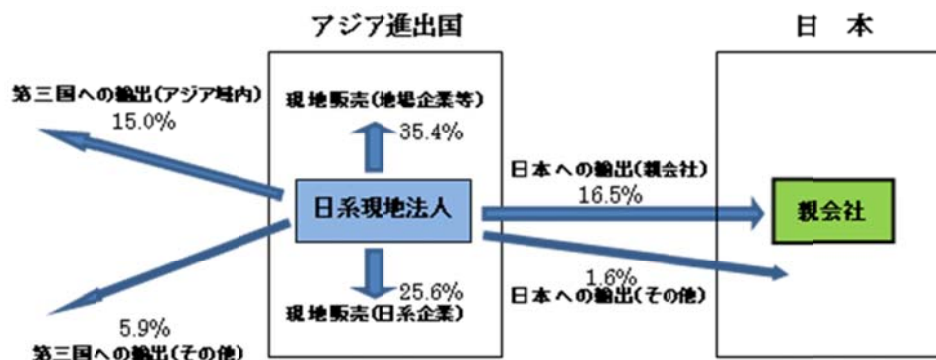 アジア進出国
日　本
第三国への輸出(アジア域内)
15.0%
現地販売(地場企業等)
35.4%
日本への輸出(親会社)
16.5%
日系現地法人
親会社
25.6%
現地販売(日系企業)
1.6%
日本への輸出(その他)
5.9%
第三国への輸出(その他)